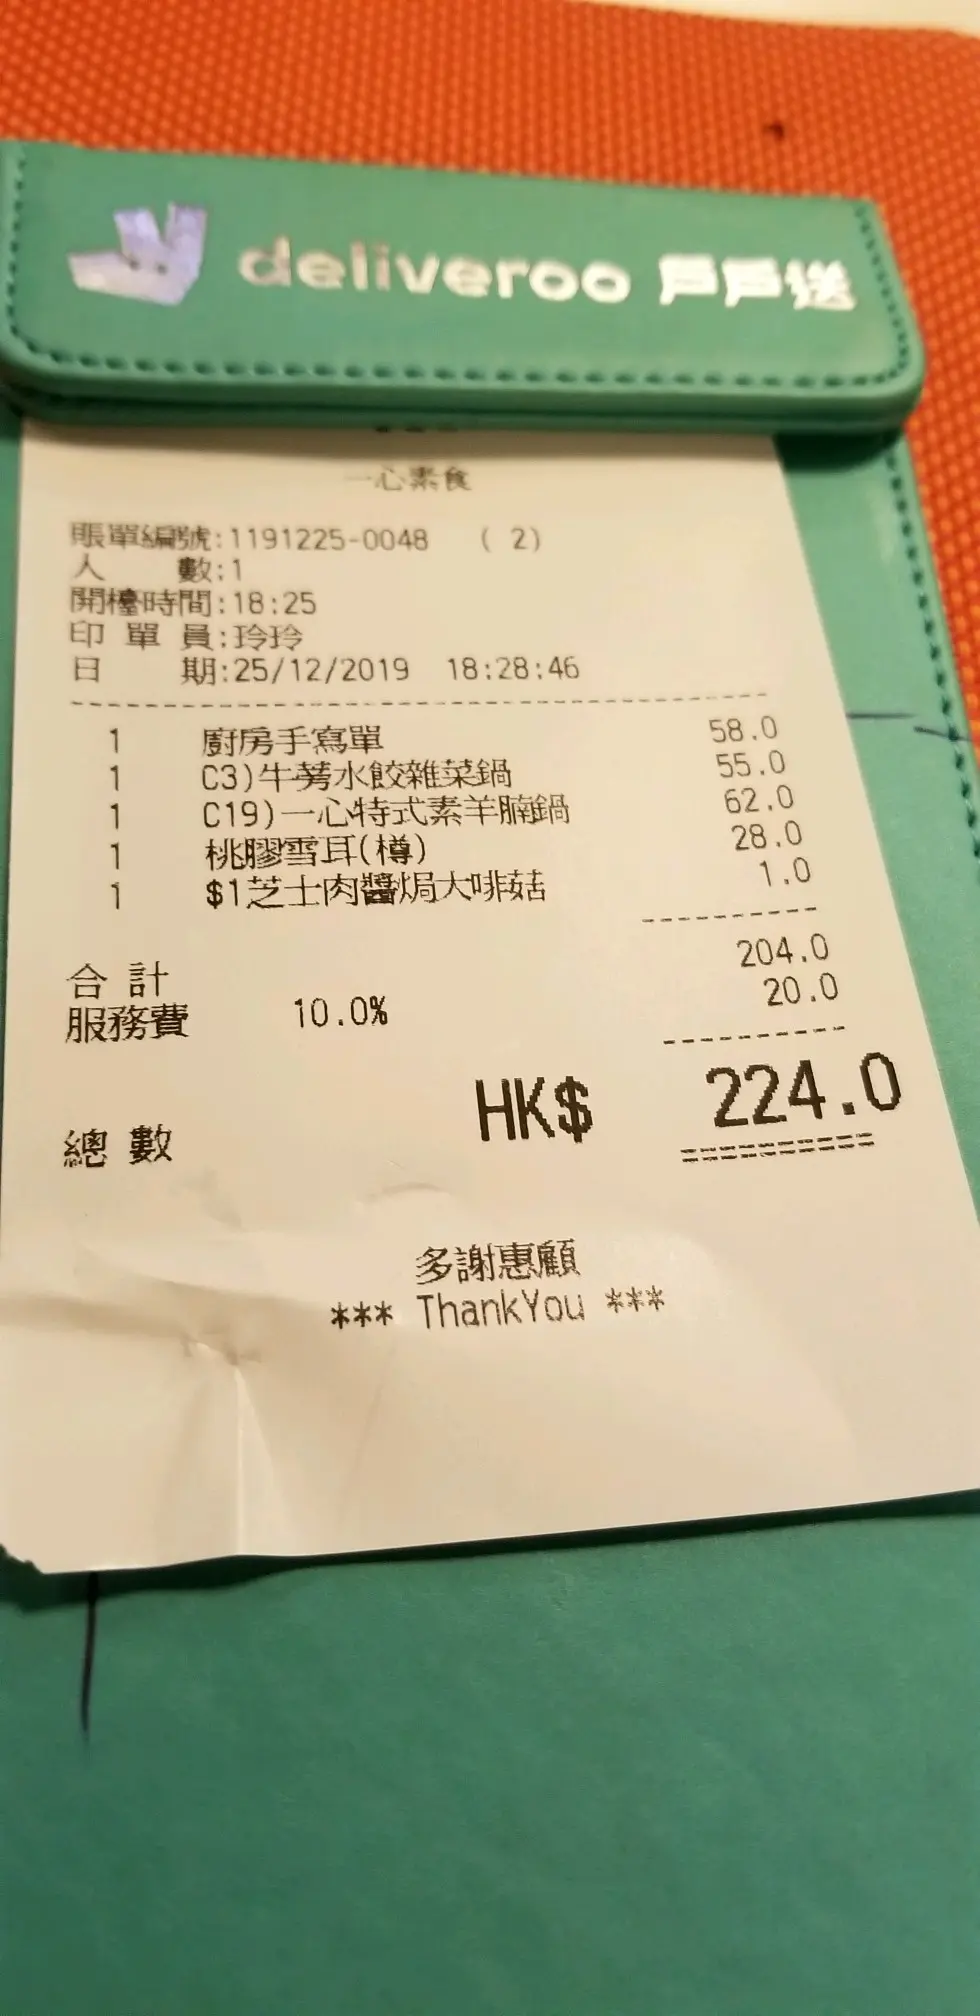 deliveroo 戶戶送
一心素食
賬單編號:1191225-0048 ( 2)
人 數:1
開檯時間:18:25
印 單 員:玲玲
日 期:25/12/2019 18:28:46
1 廚房手寫單 58.0
1 C3)牛蒡水餃雜菜鍋 55.0
1 C19)一心特式素羊腩鍋 62.0
1 桃膠雪耳(樽) 28.0
1 $1芝士肉醬焗大啡菇 1.0
合 計 204.0
服務費 10.0% 20.0
總 數 HK$ 224.0
多謝惠顧
*** ThankYou ***